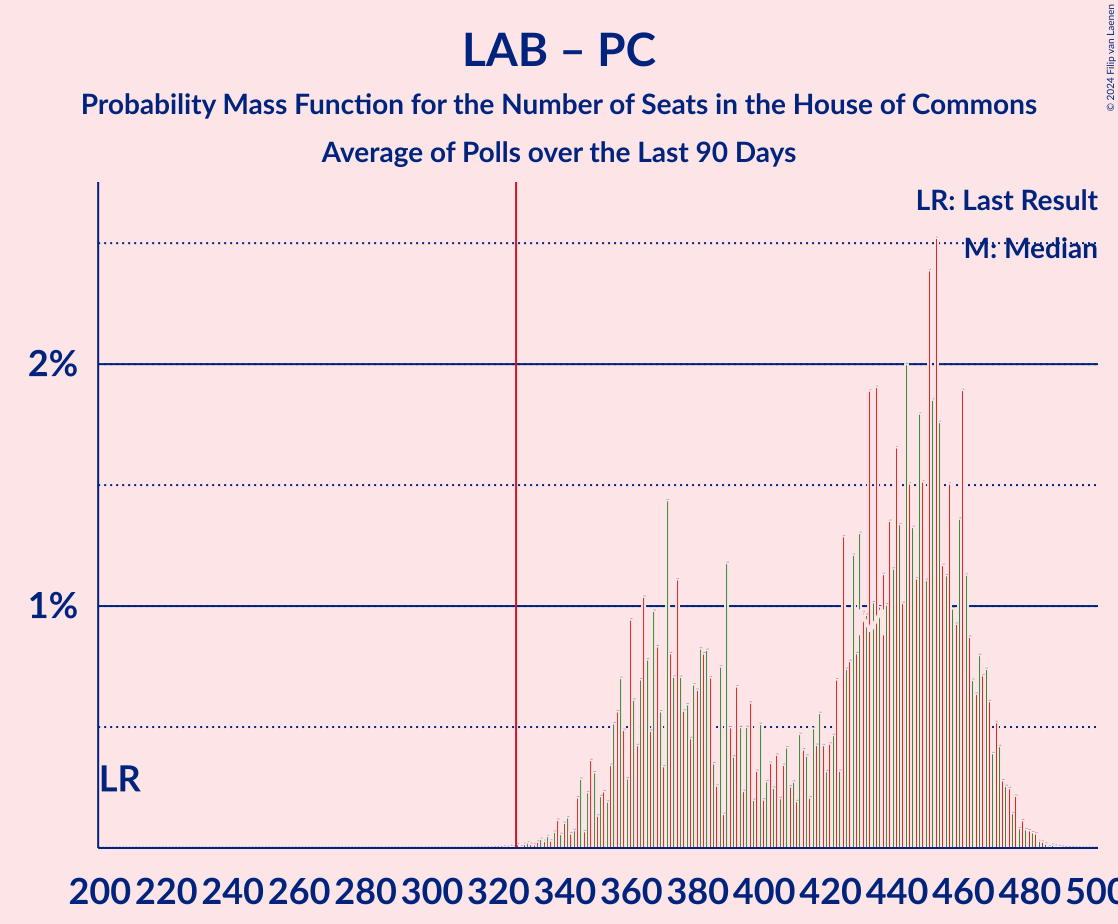 LAB – PC
Probability Mass Function for the Number of Seats in the House of Commons
Average of Polls over the Last 90 Days
© 2024 Filip van Laenen
LR: Last Result
M: Median
2%
1%
LR
200 220 240 260 280 300 320 340 360 380 400 420 440 460 480 500